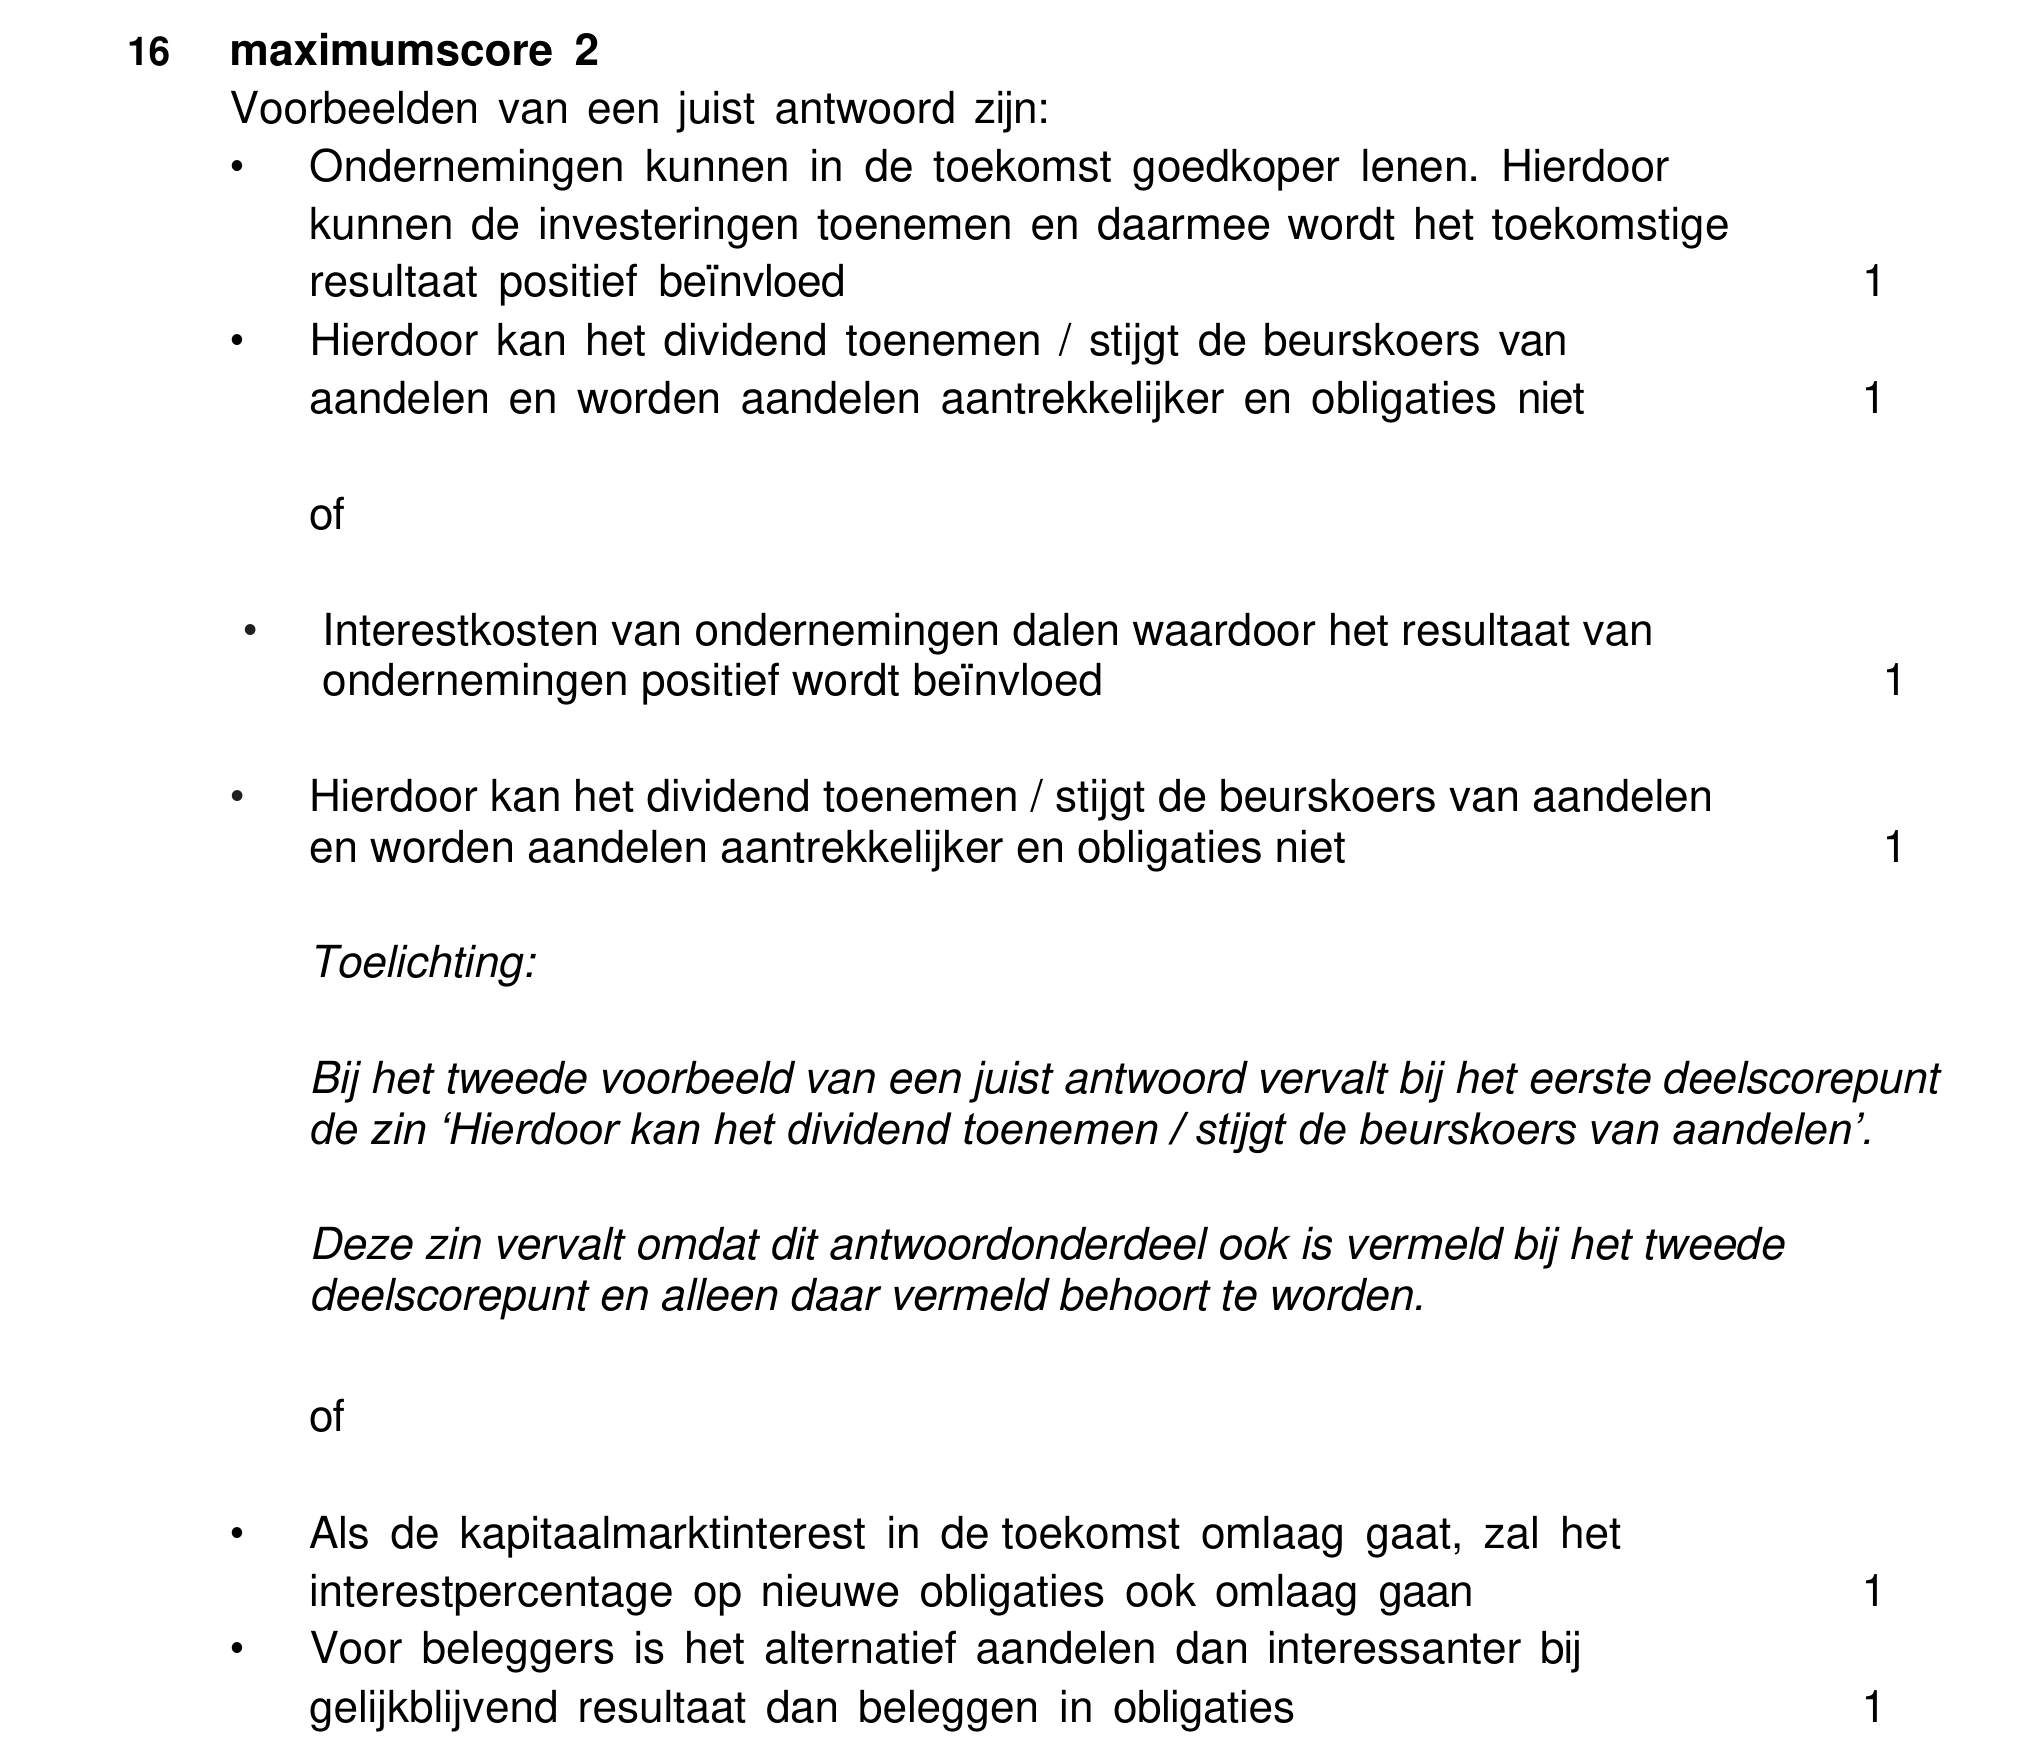 16 maximumscore 2
Voorbeelden van een juist antwoord zijn:
• Ondernemingen kunnen in de toekomst goedkoper lenen. Hierdoor
kunnen de investeringen toenemen en daarmee wordt het toekomstige
resultaat positief beïnvloed 1
• Hierdoor kan het dividend toenemen / stijgt de beurskoers van
aandelen en worden aandelen aantrekkelijker en obligaties niet 1
of
• Interestkosten van ondernemingen dalen waardoor het resultaat van
ondernemingen positief wordt beïnvloed 1
• Hierdoor kan het dividend toenemen / stijgt de beurskoers van aandelen
en worden aandelen aantrekkelijker en obligaties niet 1
Toelichting:
Bij het tweede voorbeeld van een juist antwoord vervalt bij het eerste deelscorepunt
de zin ‘Hierdoor kan het dividend toenemen / stijgt de beurskoers van aandelen’.
Deze zin vervalt omdat dit antwoordonderdeel ook is vermeld bij het tweede
deelscorepunt en alleen daar vermeld behoort te worden.
of
• Als de kapitaalmarktinterest in de toekomst omlaag gaat, zal het
interestpercentage op nieuwe obligaties ook omlaag gaan 1
• Voor beleggers is het alternatief aandelen dan interessanter bij
gelijkblijvend resultaat dan beleggen in obligaties 1